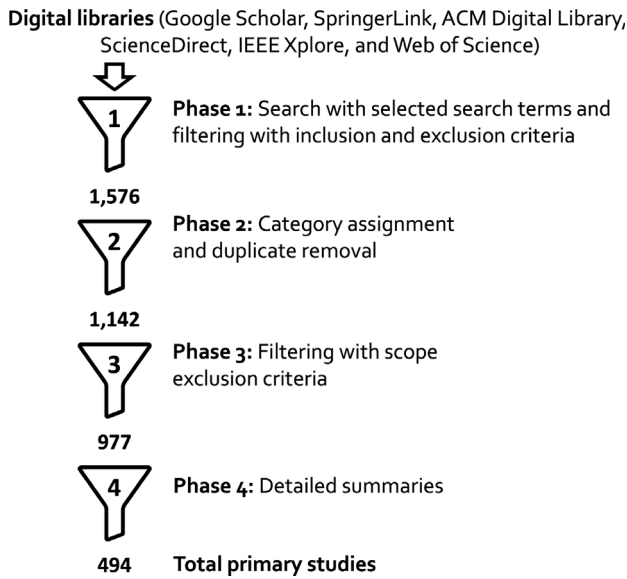 Digital libraries (Google Scholar, SpringerLink, ACM Digital Library,
ScienceDirect, IEEE Xplore, and Web of Science)
1
Phase 1: Search with selected search terms and
filtering with inclusion and exclusion criteria
1,576
2
Phase 2: Category assignment
and duplicate removal
1,142
3
Phase 3: Filtering with scope
exclusion criteria
977
4
Phase 4: Detailed summaries
494 Total primary studies